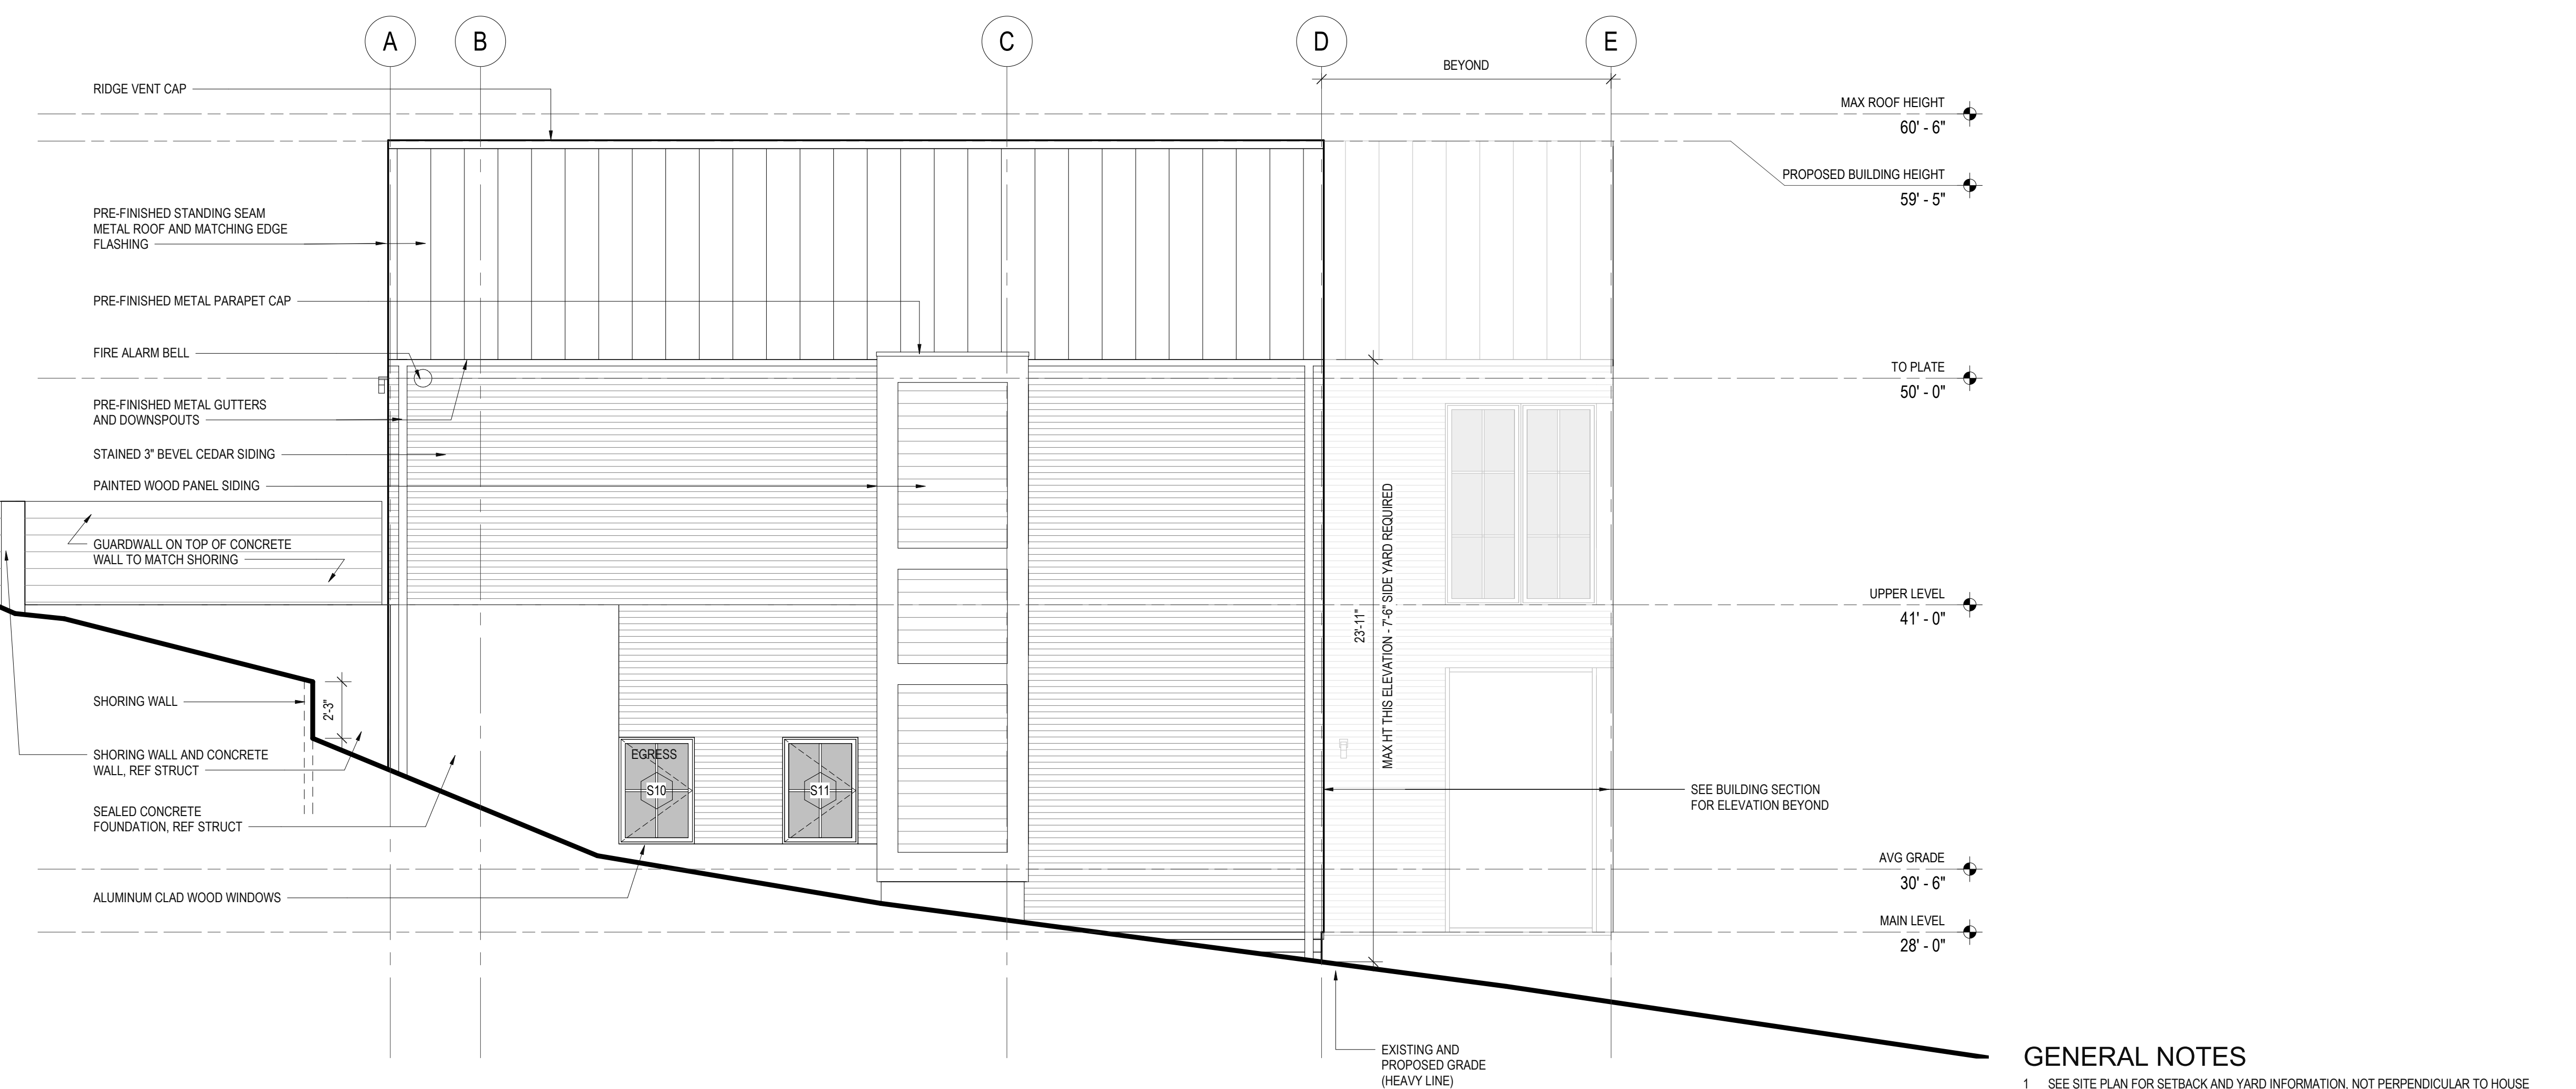 A
B
C
D
E
BEYOND
RIDGE VENT CAP
MAX ROOF HEIGHT
60' - 6"
PROPOSED BUILDING HEIGHT
59' - 5"
PRE-FINISHED STANDING SEAM
METAL ROOF AND MATCHING EDGE
FLASHING
PRE-FINISHED METAL PARAPET CAP
FIRE ALARM BELL
TO PLATE
50' - 0"
PRE-FINISHED METAL GUTTERS
AND DOWNSPOUTS
STAINED 3" BEVEL CEDAR SIDING
PAINTED WOOD PANEL SIDING
GUARDWALL ON TOP OF CONCRETE
WALL TO MATCH SHORING
UPPER LEVEL
41' - 0"
23'-11"
MAX HT THIS ELEVATION - 7'-6" SIDE YARD REQUIRED
SHORING WALL
2'-3"
SHORING WALL AND CONCRETE
WALL, REF STRUCT
EGRESS
S10
S11
SEE BUILDING SECTION
FOR ELEVATION BEYOND
SEALED CONCRETE
FOUNDATION, REF STRUCT
AVG GRADE
30' - 6"
ALUMINUM CLAD WOOD WINDOWS
MAIN LEVEL
28' - 0"
EXISTING AND
PROPOSED GRADE
(HEAVY LINE)
GENERAL NOTES
1 SEE SITE PLAN FOR SETBACK AND YARD INFORMATION, NOT PERPENDICULAR TO HOUSE